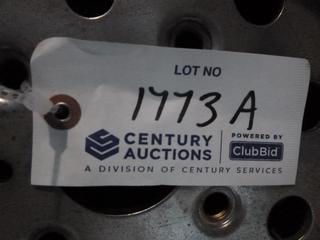 LOT NO
1773A
CENTURY
AUCTIONS
POWERED BY
ClubBid
A DIVISION OF CENTURY SERVICES